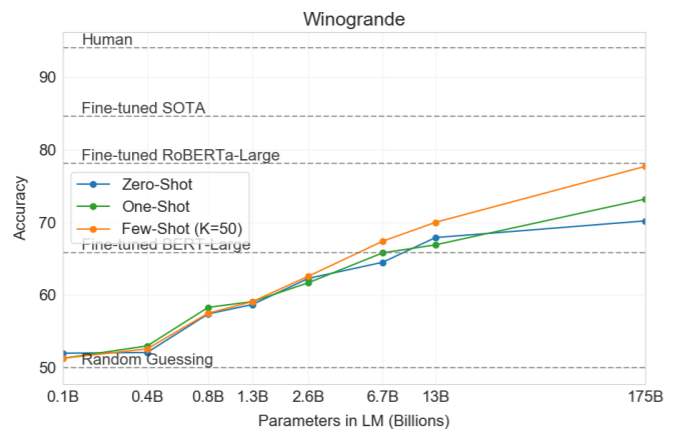 Winogrande
Human
90
Fine-tuned SOTA
80
Fine-tuned RoBERTa-Large
Zero-Shot
One-Shot
Few-Shot (K=50)
70
Fine-tuned BERT-Large
60
Random Guessing
50
Accuracy
0.1B 0.4B 0.8B 1.3B 2.6B 6.7B 13B 175B
Parameters in LM (Billions)